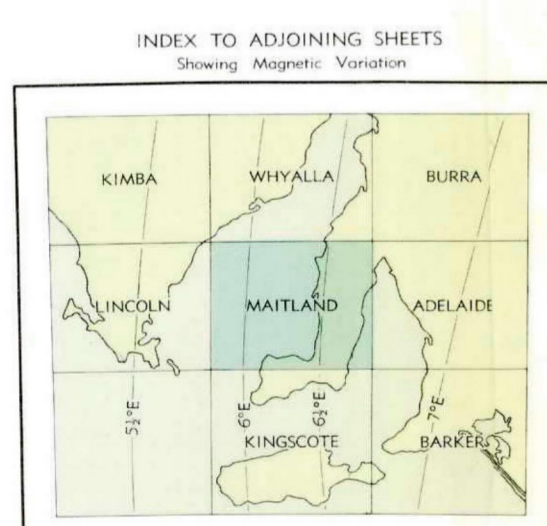 INDEX TO ADJOINING SHEETS
Showing Magnetic Variation
KIMBA WHYALLA BURRA
LINCOLN MAITLAND ADELAIDE
5½°E 6°E 6½°E 7°E
KINGSCOTE BARKER